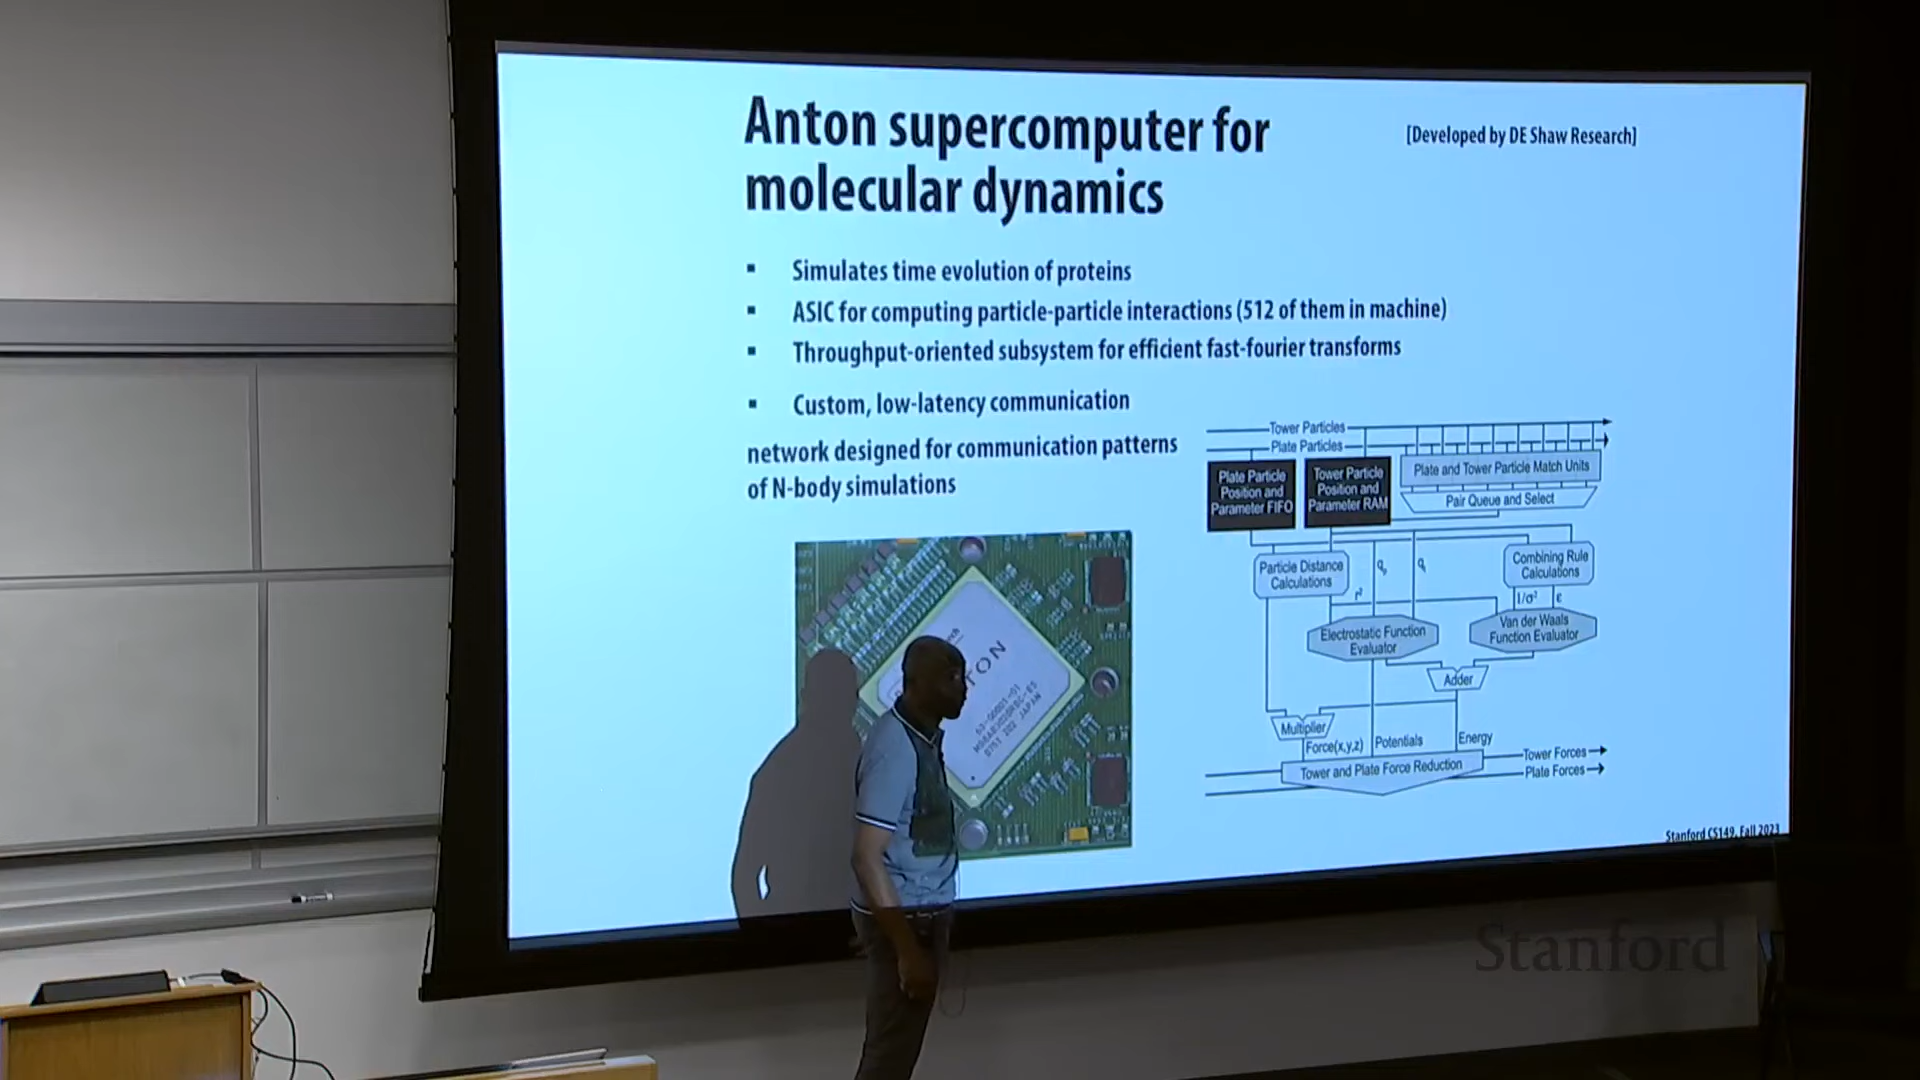 Anton supercomputer for
molecular dynamics
[Developed by DE Shaw Research]
▪ Simulates time evolution of proteins
▪ ASIC for computing particle-particle interactions (512 of them in machine)
▪ Throughput-oriented subsystem for efficient fast-fourier transforms
▪ Custom, low-latency communication
network designed for communication patterns
of N-body simulations
Tower Particles
Plate Particles
Plate Particle
Position and
Parameter FIFO
Tower Particle
Position and
Parameter RAM
Plate and Tower Particle Match Units
Pair Queue and Select
Particle Distance
Calculations
Combining Rule
Calculations
r²
1/σ²
ε
Electrostatic Function
Evaluator
Van der Waals
Function Evaluator
Adder
Multiplier
Force(x,y,z)
Potentials
Energy
Tower and Plate Force Reduction
Tower Forces
Plate Forces
TON
JAPAN
Stanford CS149, Fall 2023
Stanford